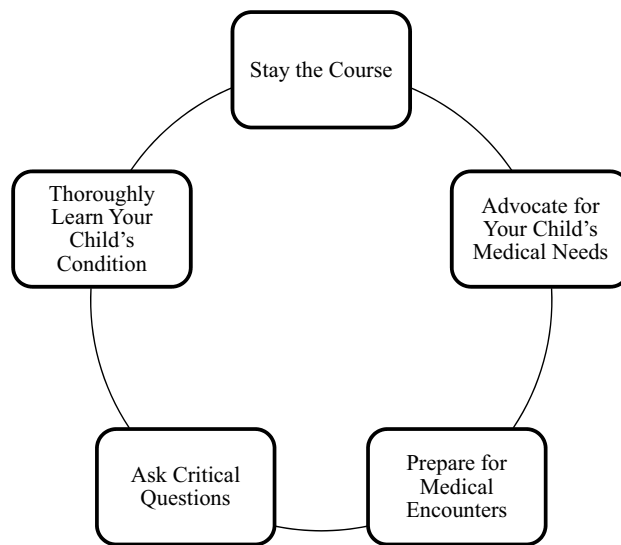 Stay the Course
Advocate for
Your Child’s
Medical Needs
Prepare for
Medical
Encounters
Ask Critical
Questions
Thoroughly
Learn Your
Child’s
Condition